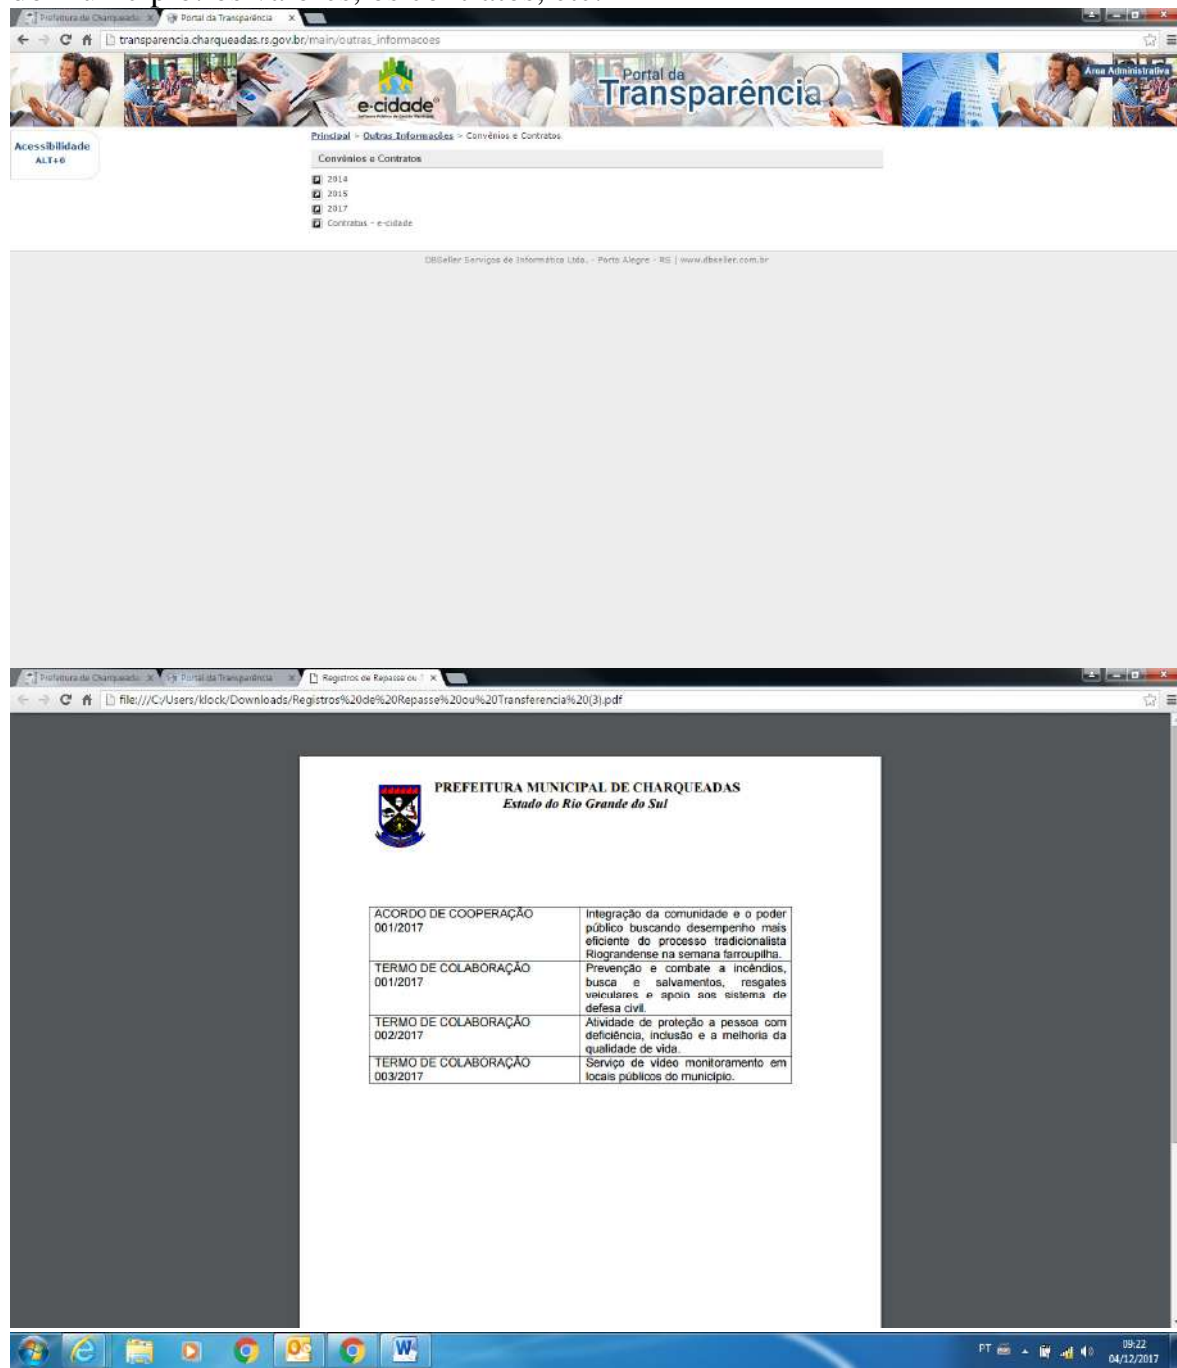 Prefeitura de Charqueadas
Portal da Transparência
transparencia.charqueadas.rs.gov.br/main/outras_informacoes
e-cidade
Portal da
Transparência
Área Administrativa
Acessibilidade
ALT+0
Principal > Outras Informações > Convênios e Contratos
Convênios e Contratos
2014
2015
2017
Contratos - e-cidade
DBSeller Serviços de Informática Ltda. - Porto Alegre - RS | www.dbseller.com.br
Prefeitura de Charqueadas
Portal da Transparência
Registros de Repasse ou
file:///C:/Users/klock/Downloads/Registros%20de%20Repasse%20ou%20Transferencia%20(3).pdf
PREFEITURA MUNICIPAL DE CHARQUEADAS
Estado do Rio Grande do Sul
ACORDO DE COOPERAÇÃO
001/2017
Integração da comunidade e o poder
público buscando desempenho mais
eficiente do processo tradicionalista
Riograndense na semana farroupilha.
TERMO DE COLABORAÇÃO
001/2017
Prevenção e combate a incêndios,
busca e salvamentos, resgates
veiculares e apoio aos sistema de
defesa civil.
TERMO DE COLABORAÇÃO
002/2017
Atividade de proteção a pessoa com
deficiência, inclusão e a melhoria da
qualidade de vida.
TERMO DE COLABORAÇÃO
003/2017
Serviço de vídeo monitoramento em
locais públicos do município.
PT
09:22
04/12/2017